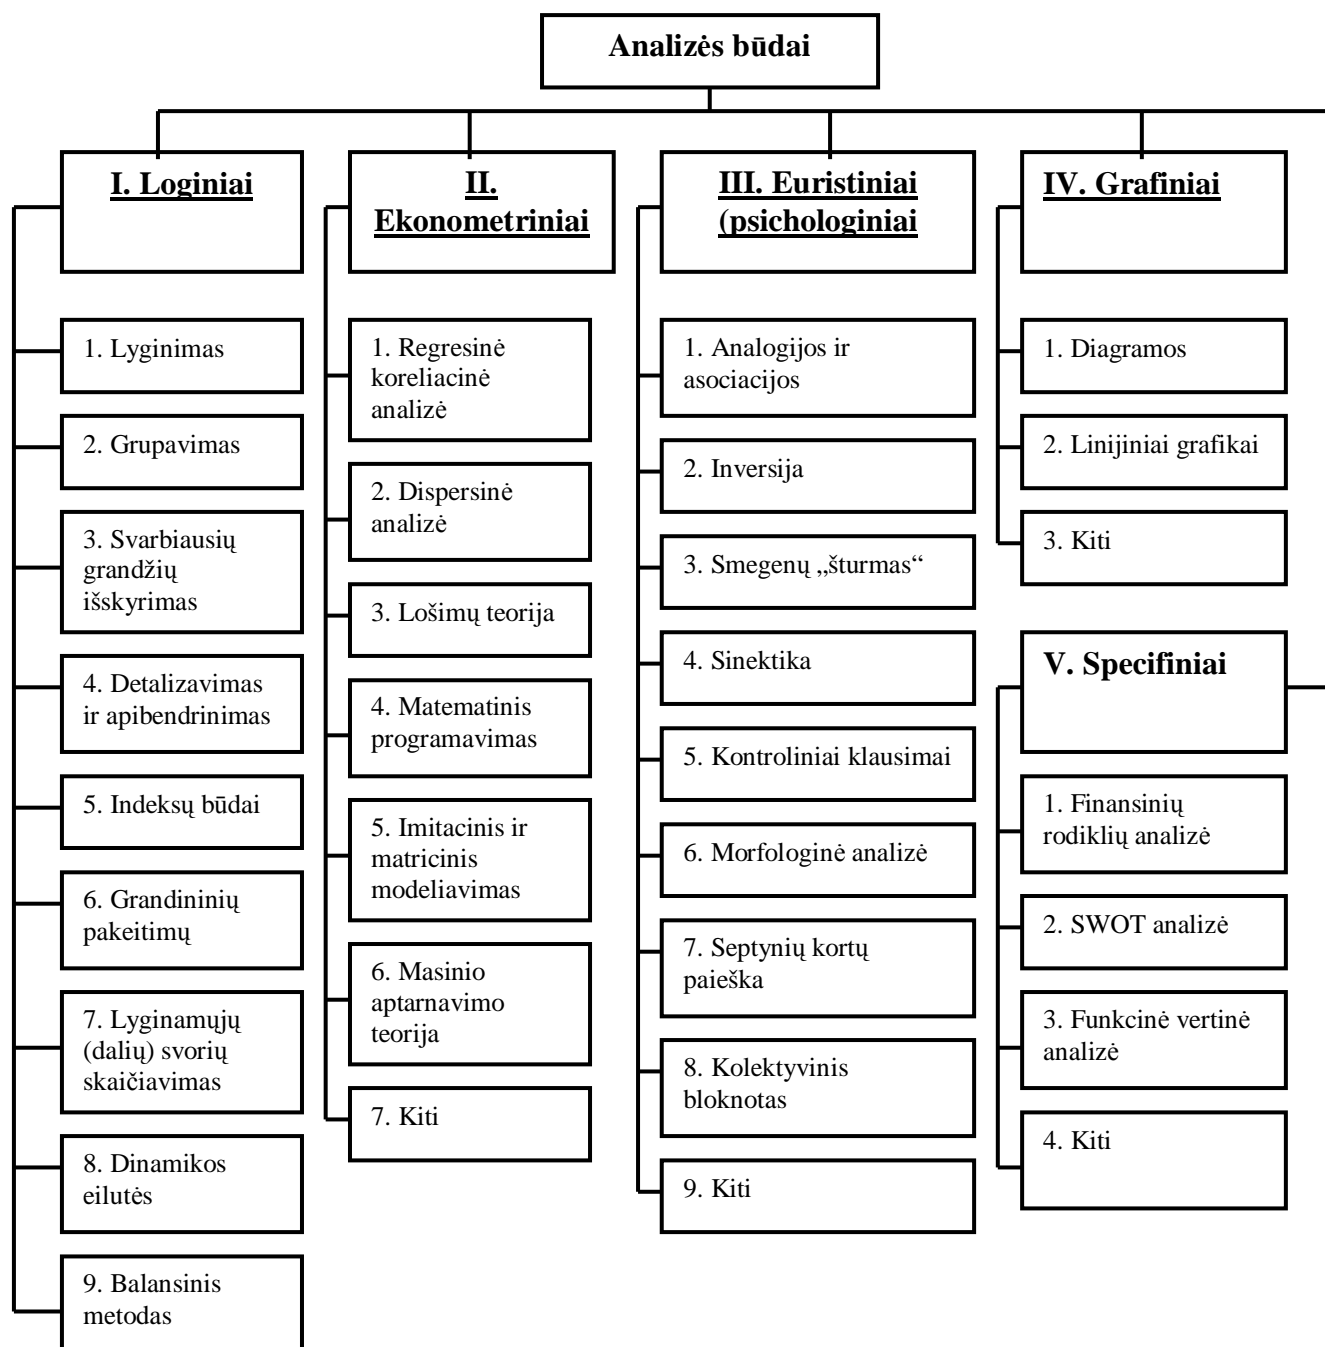 Analizės būdai
I. Loginiai
1. Lyginimas
2. Grupavimas
3. Svarbiausių
grandžių
išskyrimas
4. Detalizavimas
ir apibendrinimas
5. Indeksų būdai
6. Grandininių
pakeitimų
7. Lyginamųjų
(dalių) svorių
skaičiavimas
8. Dinamikos
eilutės
9. Balansinis
metodas
II.
Ekonometriniai
1. Regresinė
koreliacinė
analizė
2. Dispersinė
analizė
3. Lošimų teorija
4. Matematinis
programavimas
5. Imitacinis ir
matricinis
modeliavimas
6. Masinio
aptarnavimo
teorija
7. Kiti
III. Euristiniai
(psichologiniai
1. Analogijos ir
asociacijos
2. Inversija
3. Smegenų „šturmas“
4. Sinektika
5. Kontroliniai klausimai
6. Morfologinė analizė
7. Septynių kortų
paieška
8. Kolektyvinis
bloknotas
9. Kiti
IV. Grafiniai
1. Diagramos
2. Linijiniai grafikai
3. Kiti
V. Specifiniai
1. Finansinių
rodiklių analizė
2. SWOT analizė
3. Funkcinė vertinė
analizė
4. Kiti